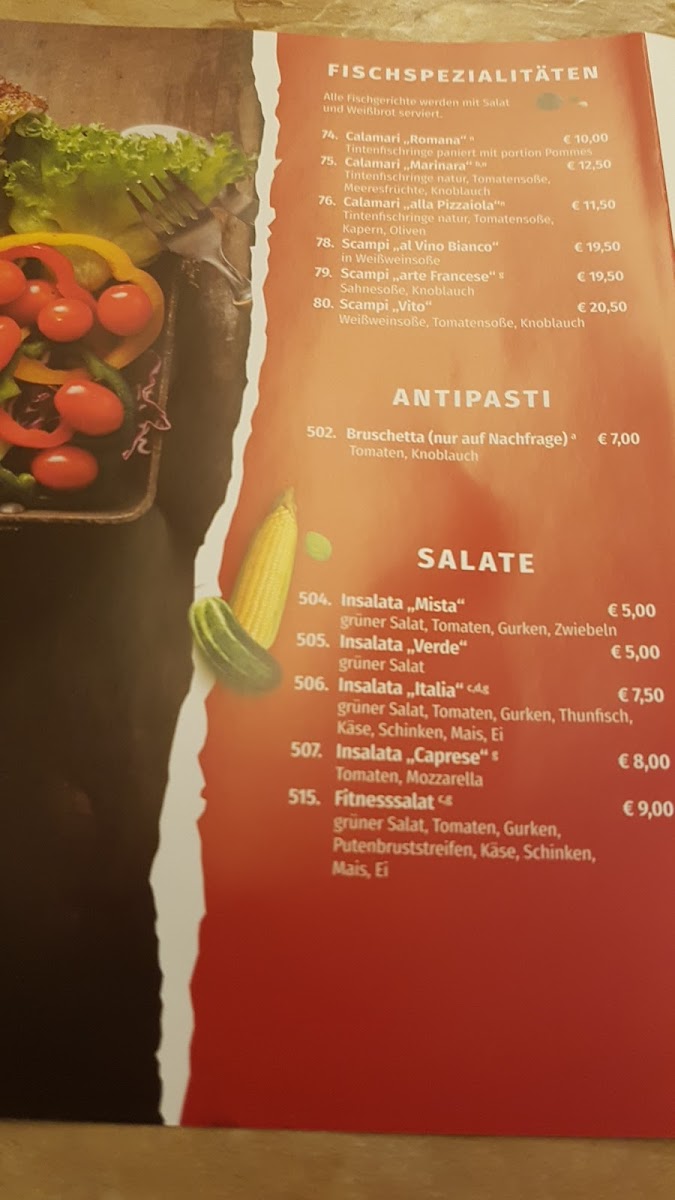 FISCHSPEZIALITÄTEN
Alle Fischgerichte werden mit Salat
und Weißbrot serviert.
74. Calamari „Romana“ € 10,00
Tintenfischringe paniert mit portion Pommes
75. Calamari „Marinara“ € 12,50
Tintenfischringe natur, Tomatensoße,
Meeresfrüchte, Knoblauch
76. Calamari „alla Pizzaiola“ € 11,50
Tintenfischringe natur, Tomatensoße,
Kapern, Oliven
78. Scampi „al Vino Bianco“ € 19,50
in Weißweinsoße
79. Scampi „arte Francese“ g € 19,50
Sahnesoße, Knoblauch
80. Scampi „Vito“ € 20,50
Weißweinsoße, Tomatensoße, Knoblauch
ANTIPASTI
502. Bruschetta (nur auf Nachfrage) a € 7,00
Tomaten, Knoblauch
SALATE
504. Insalata „Mista“ € 5,00
grüner Salat, Tomaten, Gurken, Zwiebeln
505. Insalata „Verde“ € 5,00
grüner Salat
506. Insalata „Italia“ c,d,g € 7,50
grüner Salat, Tomaten, Gurken, Thunfisch,
Käse, Schinken, Mais, Ei
507. Insalata „Caprese“ g € 8,00
Tomaten, Mozzarella
515. Fitnesssalat c,g € 9,00
grüner Salat, Tomaten, Gurken,
Putenbruststreifen, Käse, Schinken,
Mais, Ei